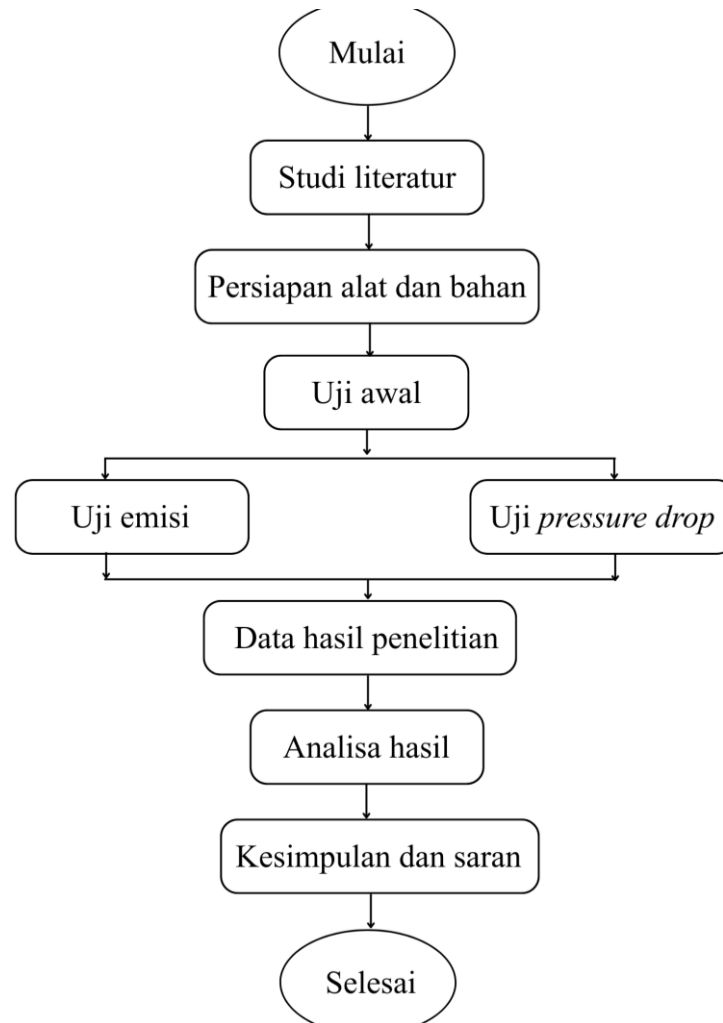 Mulai
Studi literatur
Persiapan alat dan bahan
Uji awal
Uji emisi
Uji pressure drop
Data hasil penelitian
Analisa hasil
Kesimpulan dan saran
Selesai